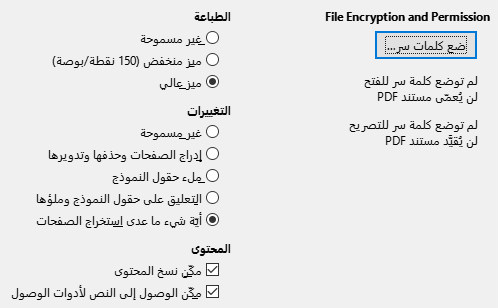 File Encryption and Permission
ضع كلمات سر...
لم توضع كلمة سر للفتح
لن يُعمّى مستند PDF
لم توضع كلمة سر للتصريح
لن يُقيَّد مستند PDF
الطباعة
غير مسموحة
ميز منخفض (150 نقطة/بوصة)
ميز عالي
التغييرات
غير مسموحة
إدراج الصفحات وحذفها وتدويرها
ملء حقول النموذج
التعليق على حقول النموذج وملؤها
أيّة شيء ما عدى استخراج الصفحات
المحتوى
مكّن نسخ المحتوى
مكّن الوصول إلى النص لأدوات الوصول